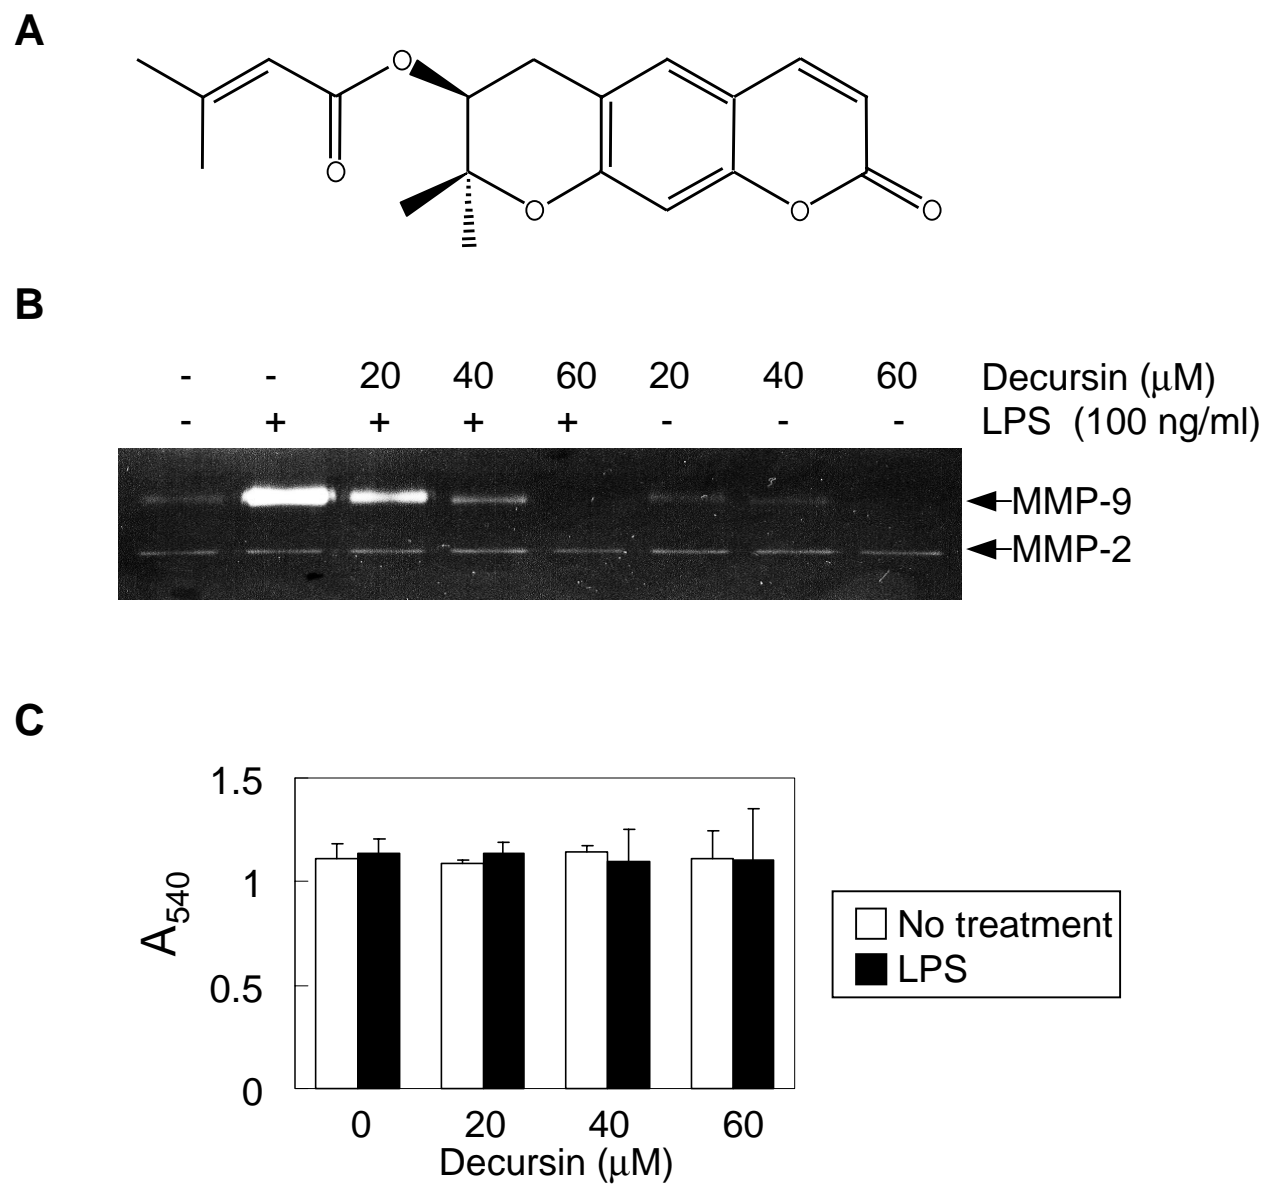 A
O
O
O
O
O
B
- - 20 40 60 20 40 60 Decursin (μM)
- + + + + - - - LPS (100 ng/ml)
MMP-9
MMP-2
C
1.5
1
0.5
0
A540
No treatment
LPS
0 20 40 60
Decursin (μM)